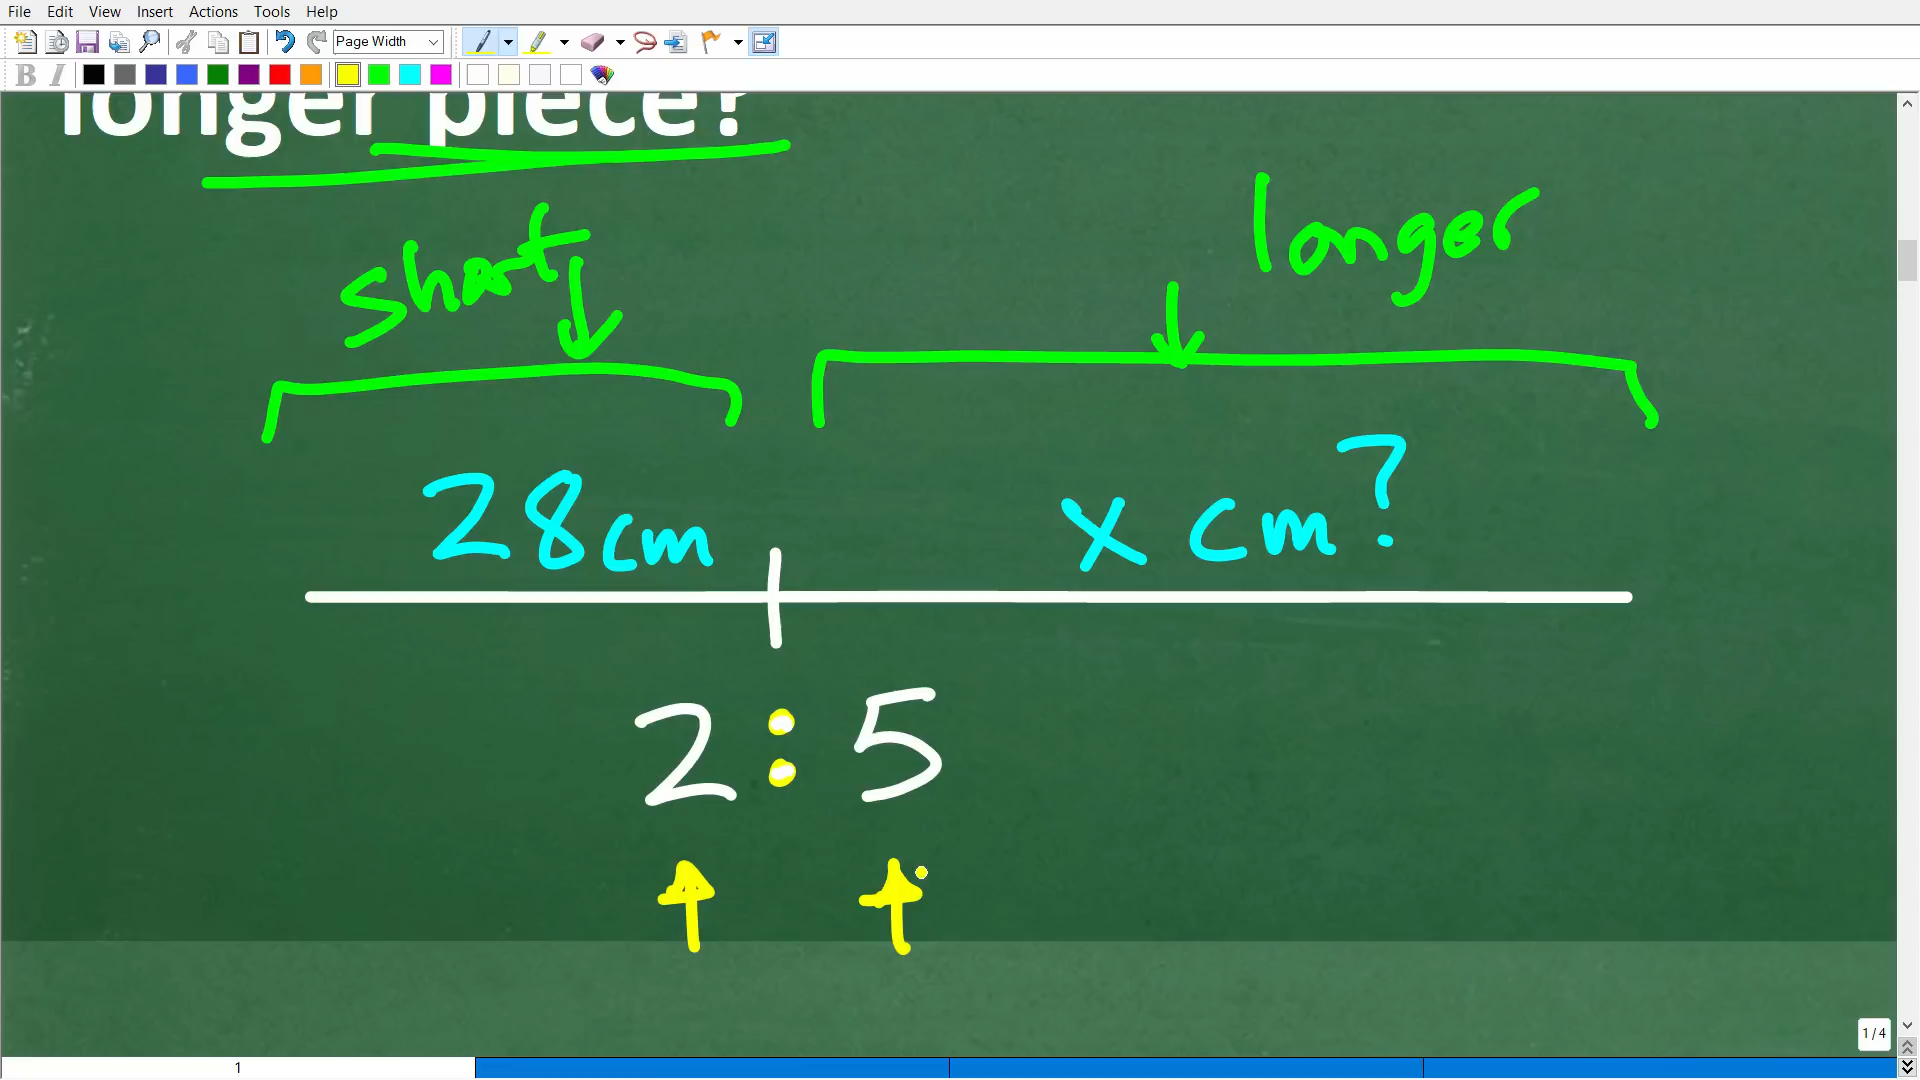 File Edit View Insert Actions Tools Help
Page Width
B I
longer piece?
short
longer
28cm
x cm?
2 : 5
1 / 4
1